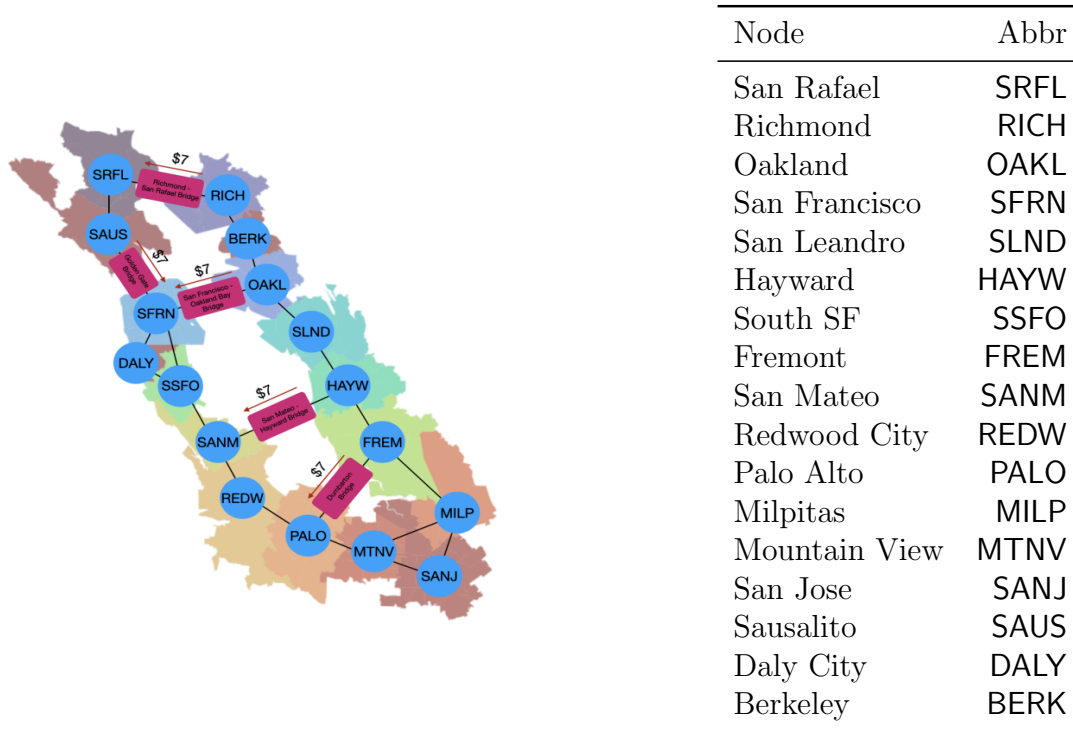 $7
SRFL
Richmond -
San Rafael Bridge
RICH
SAUS
BERK
$7
Golden Gate
Bridge
$7
OAKL
San Francisco -
Oakland Bay
Bridge
SFRN
SLND
DALY
SSFO
HAYW
$7
San Mateo -
Hayward Bridge
SANM
FREM
$7
Dumbarton
Bridge
REDW
MILP
PALO
MTNV
SANJ
Node Abbr
San Rafael SRFL
Richmond RICH
Oakland OAKL
San Francisco SFRN
San Leandro SLND
Hayward HAYW
South SF SSFO
Fremont FREM
San Mateo SANM
Redwood City REDW
Palo Alto PALO
Milpitas MILP
Mountain View MTNV
San Jose SANJ
Sausalito SAUS
Daly City DALY
Berkeley BERK